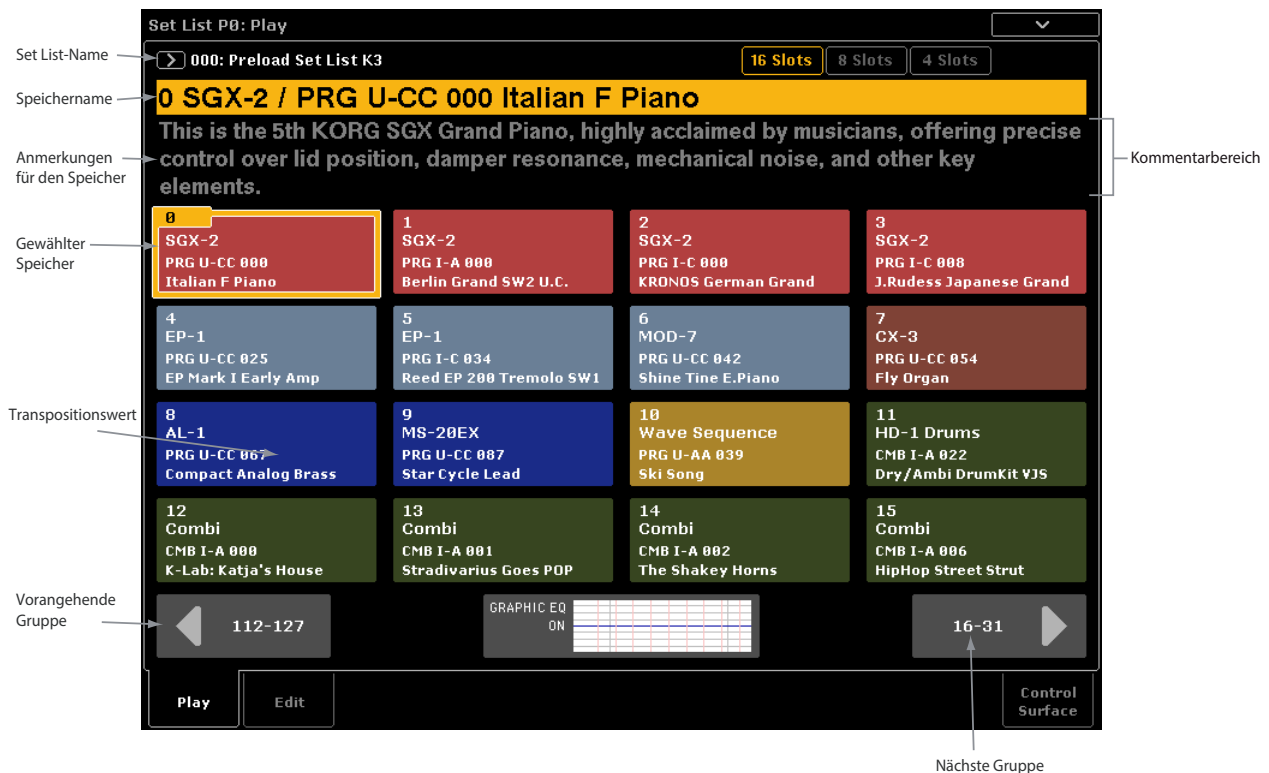 Set List P0: Play
Set List-Name
000: Preload Set List K3
16 Slots
8 Slots
4 Slots
Speichername
0 SGX-2 / PRG U-CC 000 Italian F Piano
This is the 5th KORG SGX Grand Piano, highly acclaimed by musicians, offering precise
control over lid position, damper resonance, mechanical noise, and other key
elements.
Anmerkungen
für den Speicher
Kommentarbereich
Gewählter
Speicher
0
SGX-2
PRG U-CC 000
Italian F Piano
1
SGX-2
PRG I-A 000
Berlin Grand SW2 U.C.
2
SGX-2
PRG I-C 000
KRONOS German Grand
3
SGX-2
PRG I-C 008
J.Rudess Japanese Grand
4
EP-1
PRG U-CC 025
EP Mark I Early Amp
5
EP-1
PRG I-C 034
Reed EP 200 Tremolo SW1
6
MOD-7
PRG U-CC 042
Shine Tine E.Piano
7
CX-3
PRG U-CC 054
Fly Organ
Transpositionswert
8
AL-1
PRG U-CC 067
Compact Analog Brass
9
MS-20EX
PRG U-CC 087
Star Cycle Lead
10
Wave Sequence
PRG U-AA 039
Ski Song
11
HD-1 Drums
CMB I-A 022
Dry/Ambi DrumKit VJS
12
Combi
CMB I-A 000
K-Lab: Katja's House
13
Combi
CMB I-A 001
Stradivarius Goes POP
14
Combi
CMB I-A 002
The Shakey Horns
15
Combi
CMB I-A 006
HipHop Street Strut
Vorangehende
Gruppe
112-127
GRAPHIC EQ
ON
16-31
Play
Edit
Control
Surface
Nächste Gruppe